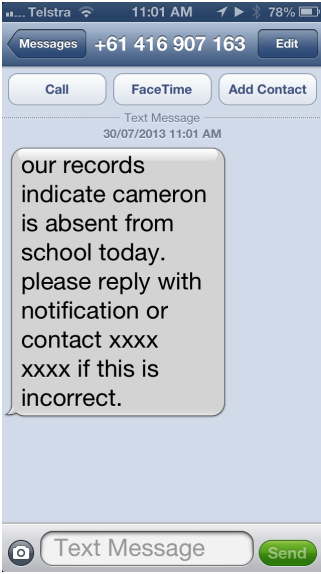 Telstra 11:01 AM 78%
Messages +61 416 907 163 Edit
Call FaceTime Add Contact
Text Message
30/07/2013 11:01 AM
our records
indicate cameron
is absent from
school today.
please reply with
notification or
contact xxxx
xxxx if this is
incorrect.
Text Message Send